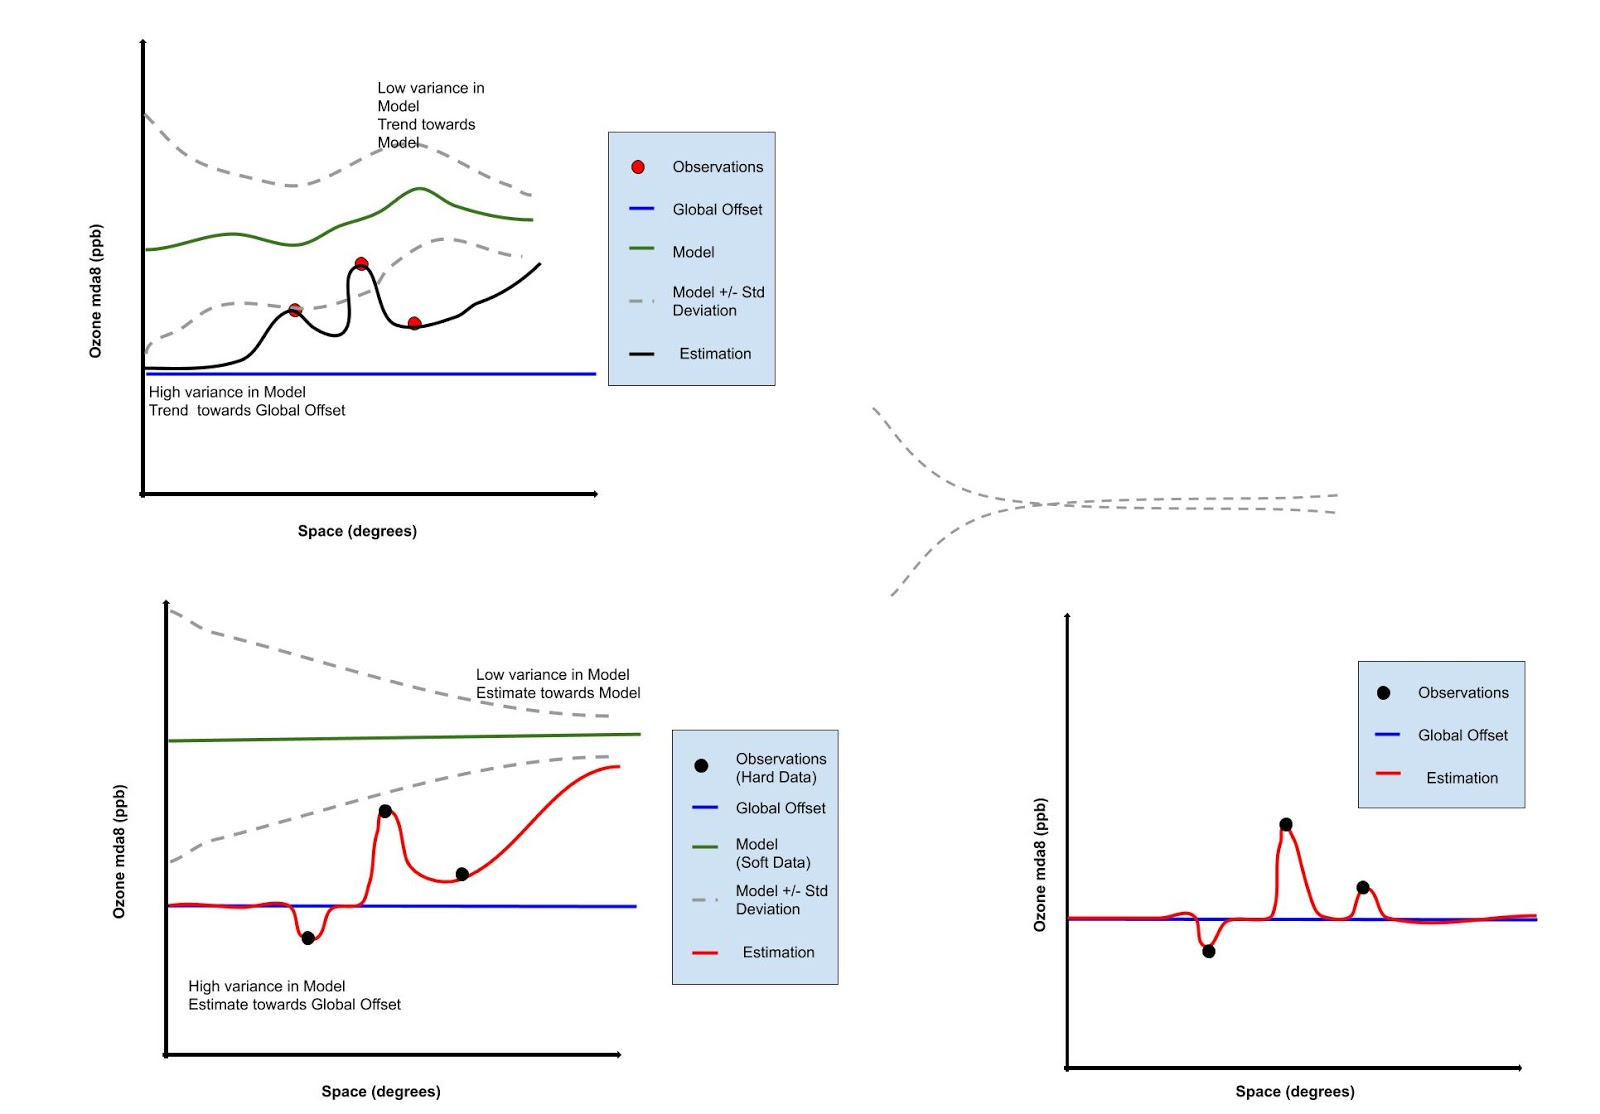 Low variance in
Model
Trend towards
Model
Ozone mda8 (ppb)
High variance in Model
Trend towards Global Offset
Space (degrees)
Observations
Global Offset
Model
Model +/- Std
Deviation
Estimation
Low variance in Model
Estimate towards Model
Ozone mda8 (ppb)
High variance in Model
Estimate towards Global Offset
Space (degrees)
Observations
(Hard Data)
Global Offset
Model
(Soft Data)
Model +/- Std
Deviation
Estimation
Observations
Global Offset
Estimation
Ozone mda8 (ppb)
Space (degrees)